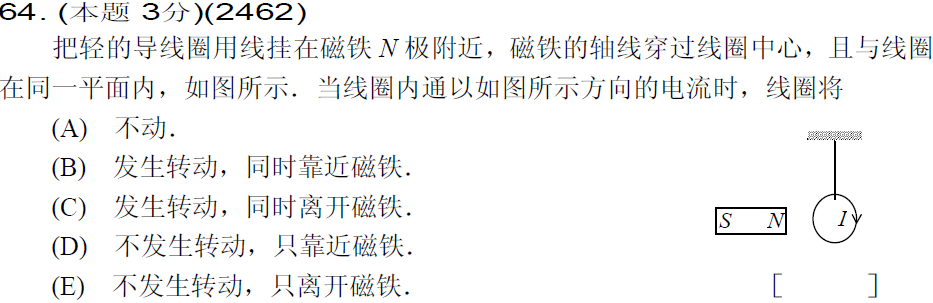 64. (本题 3分)(2462)
把轻的导线圈用线挂在磁铁 N 极附近，磁铁的轴线穿过线圈中心，且与线圈
在同一平面内，如图所示．当线圈内通以如图所示方向的电流时，线圈将
(A) 不动．
(B) 发生转动，同时靠近磁铁．
(C) 发生转动，同时离开磁铁．
(D) 不发生转动，只靠近磁铁．
(E) 不发生转动，只离开磁铁．
S N I
[ ]